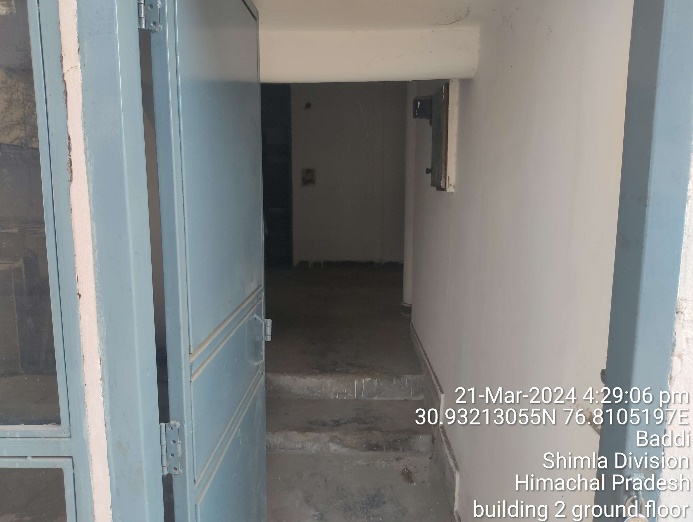 21-Mar-2024 4:29:06 pm
30.93213055N 76.8105197E
Baddi
Shimla Division
Himachal Pradesh
building 2 ground floor